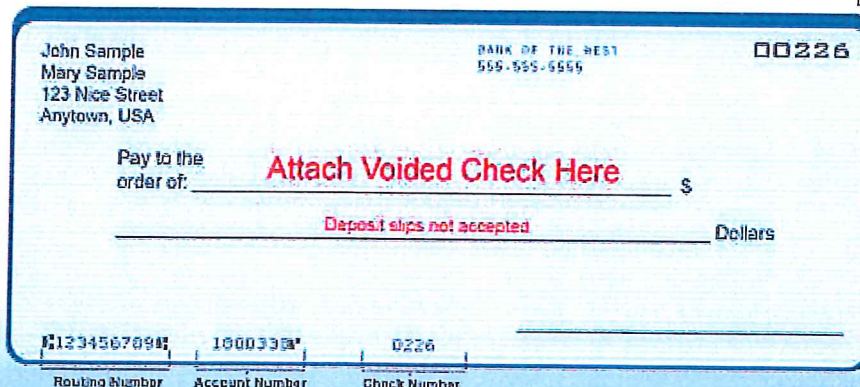 John Sample
Mary Sample
123 Nice Street
Anytown, USA
BANK OF THE BEST
555-555-5555
00226
Pay to the
order of:
Attach Voided Check Here
$
Deposit slips not accepted
Dollars
⑆123456789⑆ 1000338⑈ 0226
Routing Number Account Number Check Number